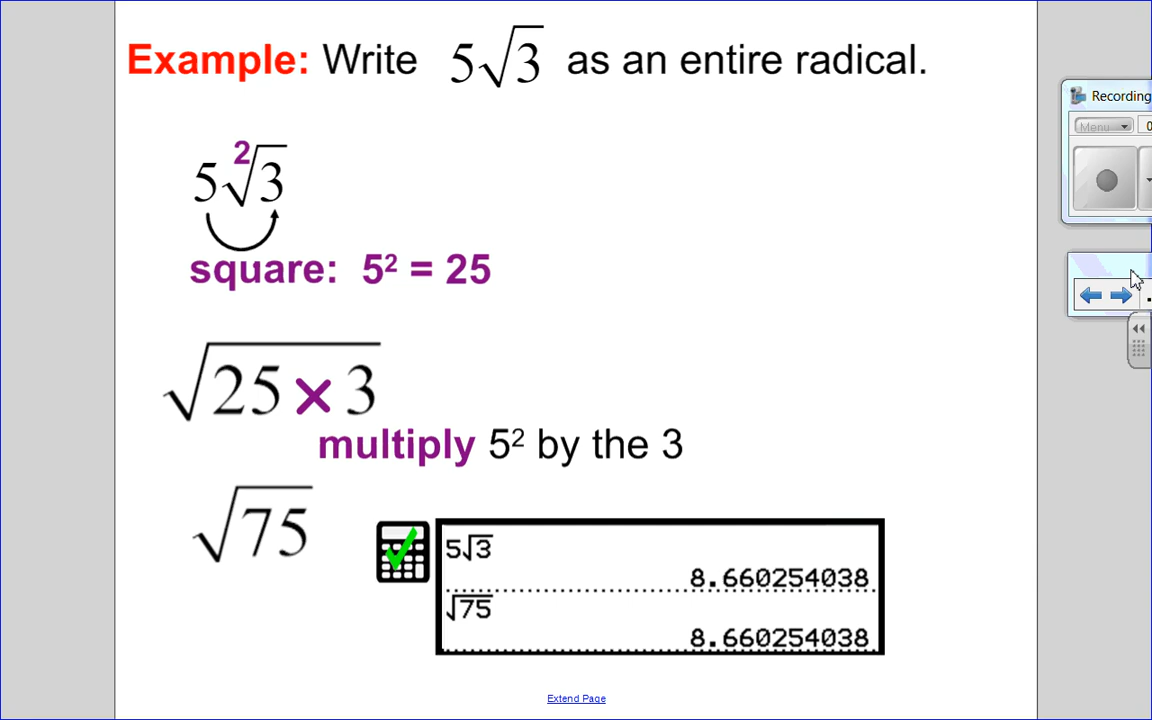 Example: Write 5√3 as an entire radical.
5²√3
square: 5² = 25
√25 × 3
multiply 5² by the 3
√75
5√3
8.660254038
√75
8.660254038
Extend Page
Recording
Menu
0